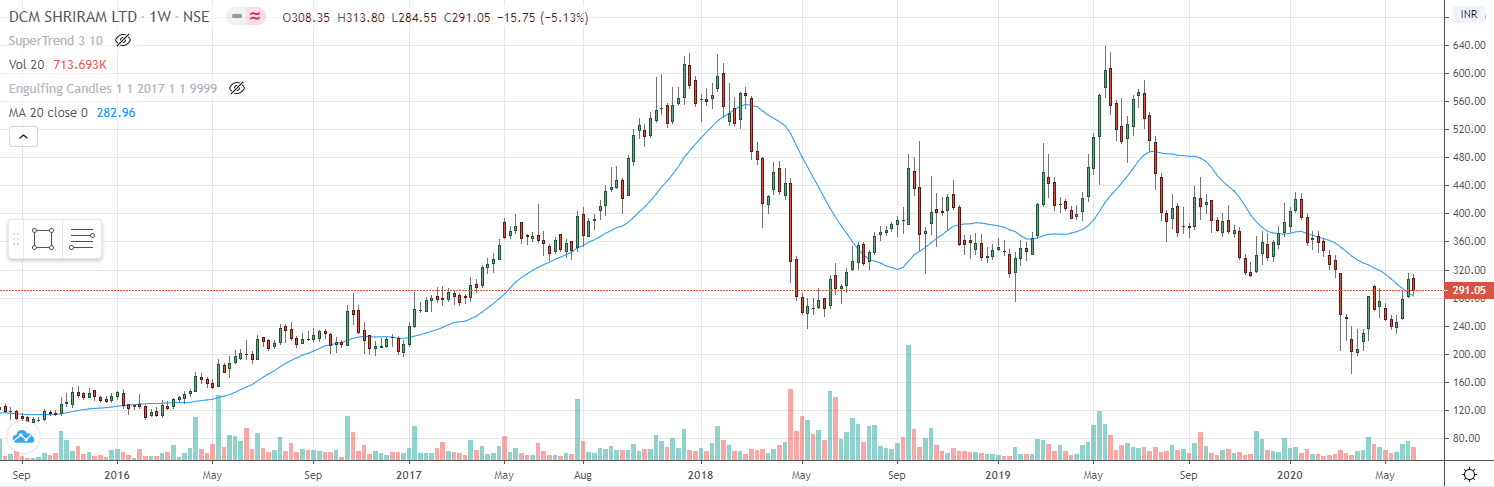 DCM SHRIRAM LTD · 1W · NSE O308.35 H313.80 L284.55 C291.05 −15.75 (−5.13%)
INR
SuperTrend 3 10
Vol 20 713.693K
Engulfing Candles 1 1 2017 1 1 9999
MA 20 close 0 282.96
640.00
600.00
560.00
520.00
480.00
440.00
400.00
360.00
320.00
291.05
280.00
240.00
200.00
160.00
120.00
80.00
Sep 2016 May Sep 2017 May Aug 2018 May Sep 2019 May Sep 2020 May